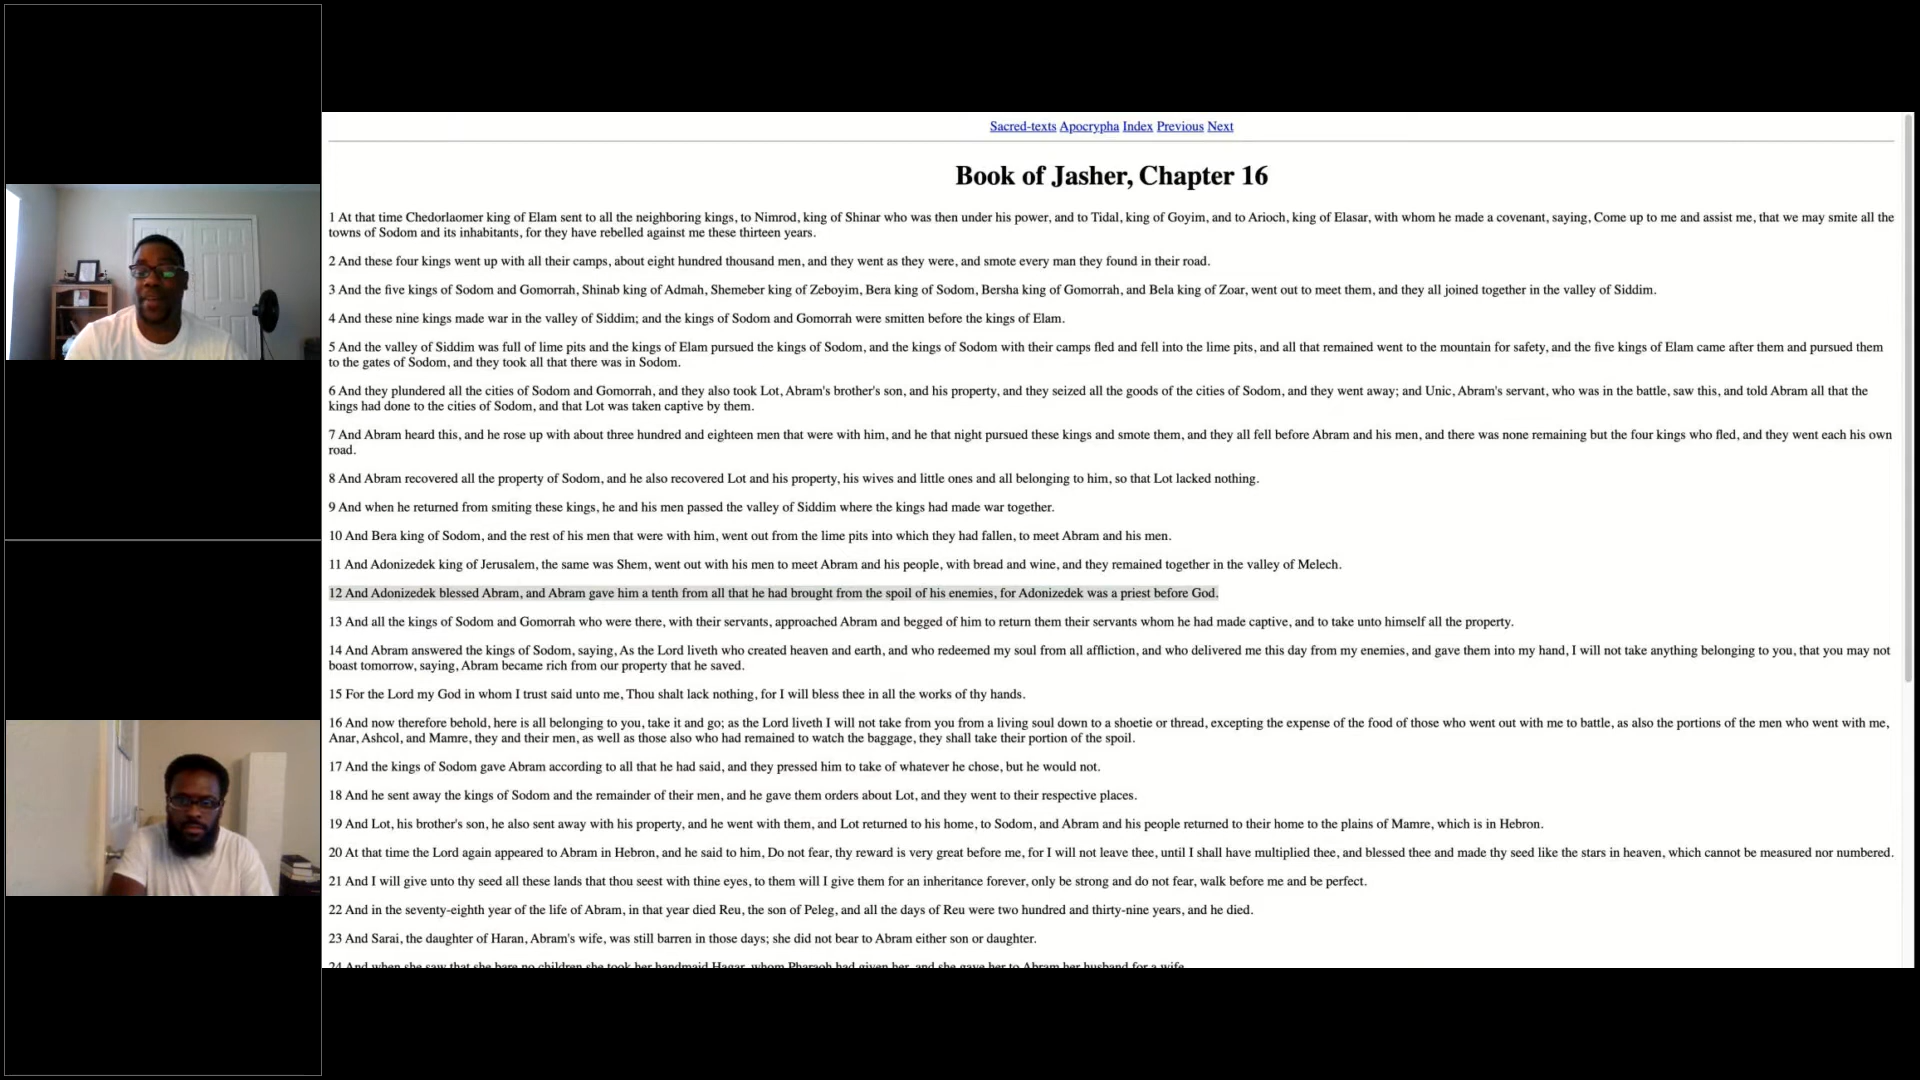 Sacred-texts Apocrypha Index Previous Next
Book of Jasher, Chapter 16
1 At that time Chedorlaomer king of Elam sent to all the neighboring kings, to Nimrod, king of Shinar who was then under his power, and to Tidal, king of Goyim, and to Arioch, king of Elasar, with whom he made a covenant, saying, Come up to me and assist me, that we may smite all the
towns of Sodom and its inhabitants, for they have rebelled against me these thirteen years.
2 And these four kings went up with all their camps, about eight hundred thousand men, and they went as they were, and smote every man they found in their road.
3 And the five kings of Sodom and Gomorrah, Shinab king of Admah, Shemeber king of Zeboyim, Bera king of Sodom, Bersha king of Gomorrah, and Bela king of Zoar, went out to meet them, and they all joined together in the valley of Siddim.
4 And these nine kings made war in the valley of Siddim; and the kings of Sodom and Gomorrah were smitten before the kings of Elam.
5 And the valley of Siddim was full of lime pits and the kings of Elam pursued the kings of Sodom, and the kings of Sodom with their camps fled and fell into the lime pits, and all that remained went to the mountain for safety, and the five kings of Elam came after them and pursued them
to the gates of Sodom, and they took all that there was in Sodom.
6 And they plundered all the cities of Sodom and Gomorrah, and they also took Lot, Abram's brother's son, and his property, and they seized all the goods of the cities of Sodom, and they went away; and Unic, Abram's servant, who was in the battle, saw this, and told Abram all that the
kings had done to the cities of Sodom, and that Lot was taken captive by them.
7 And Abram heard this, and he rose up with about three hundred and eighteen men that were with him, and he that night pursued these kings and smote them, and they all fell before Abram and his men, and there was none remaining but the four kings who fled, and they went each his own
road.
8 And Abram recovered all the property of Sodom, and he also recovered Lot and his property, his wives and little ones and all belonging to him, so that Lot lacked nothing.
9 And when he returned from smiting these kings, he and his men passed the valley of Siddim where the kings had made war together.
10 And Bera king of Sodom, and the rest of his men that were with him, went out from the lime pits into which they had fallen, to meet Abram and his men.
11 And Adonizedek king of Jerusalem, the same was Shem, went out with his men to meet Abram and his people, with bread and wine, and they remained together in the valley of Melech.
12 And Adonizedek blessed Abram, and Abram gave him a tenth from all that he had brought from the spoil of his enemies, for Adonizedek was a priest before God.
13 And all the kings of Sodom and Gomorrah who were there, with their servants, approached Abram and begged of him to return them their servants whom he had made captive, and to take unto himself all the property.
14 And Abram answered the kings of Sodom, saying, As the Lord liveth who created heaven and earth, and who redeemed my soul from all affliction, and who delivered me this day from my enemies, and gave them into my hand, I will not take anything belonging to you, that you may not
boast tomorrow, saying, Abram became rich from our property that he saved.
15 For the Lord my God in whom I trust said unto me, Thou shalt lack nothing, for I will bless thee in all the works of thy hands.
16 And now therefore behold, here is all belonging to you, take it and go; as the Lord liveth I will not take from you from a living soul down to a shoetie or thread, excepting the expense of the food of those who went out with me to battle, as also the portions of the men who went with me,
Anar, Ashcol, and Mamre, they and their men, as well as those also who had remained to watch the baggage, they shall take their portion of the spoil.
17 And the kings of Sodom gave Abram according to all that he had said, and they pressed him to take of whatever he chose, but he would not.
18 And he sent away the kings of Sodom and the remainder of their men, and he gave them orders about Lot, and they went to their respective places.
19 And Lot, his brother's son, he also sent away with his property, and he went with them, and Lot returned to his home, to Sodom, and Abram and his people returned to their home to the plains of Mamre, which is in Hebron.
20 At that time the Lord again appeared to Abram in Hebron, and he said to him, Do not fear, thy reward is very great before me, for I will not leave thee, until I shall have multiplied thee, and blessed thee and made thy seed like the stars in heaven, which cannot be measured nor numbered.
21 And I will give unto thy seed all these lands that thou seest with thine eyes, to them will I give them for an inheritance forever, only be strong and do not fear, walk before me and be perfect.
22 And in the seventy-eighth year of the life of Abram, in that year died Reu, the son of Peleg, and all the days of Reu were two hundred and thirty-nine years, and he died.
23 And Sarai, the daughter of Haran, Abram's wife, was still barren in those days; she did not bear to Abram either son or daughter.
24 And when she saw that she bare no children she took her handmaid Hagar, whom Pharaoh had given her, and she gave her to Abram her husband for a wife.